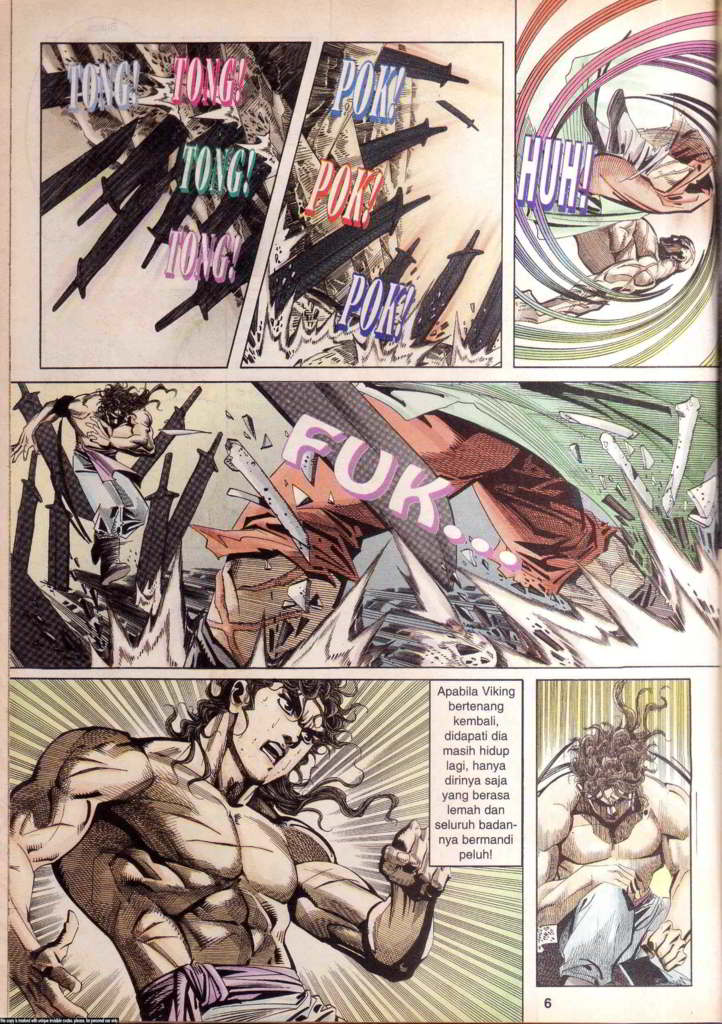 TONG!
TONG!
TONG!
TONG!
POK!
POK!
POK!
HUH!
FUK...
Apabila Viking
bertenang
kembali,
didapati dia
masih hidup
lagi, hanya
dirinya saja
yang berasa
lemah dan
seluruh badan-
nya bermandi
peluh!
6